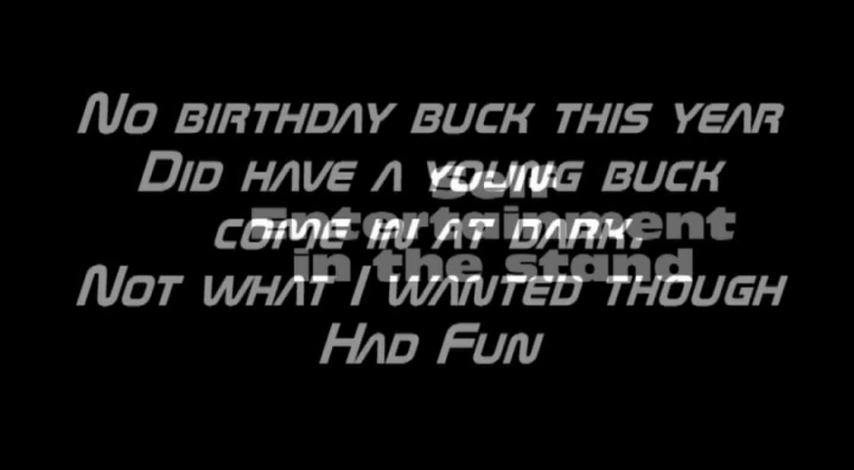 No birthday buck this year
Did have a young buck
come in at dark.
Not what I wanted though
Had Fun
Self
Entertainment
in the stand